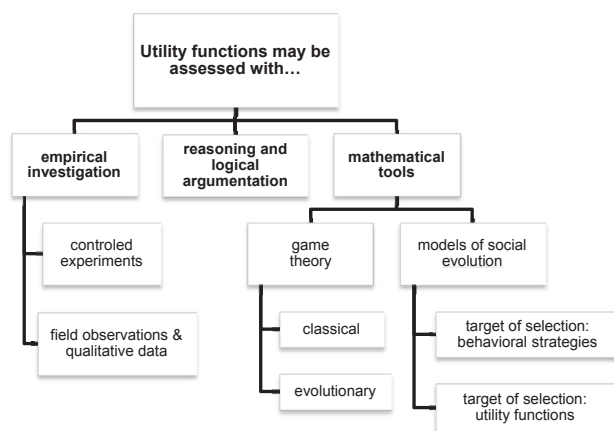 Utility functions may be
assessed with…
empirical
investigation
reasoning and
logical
argumentation
mathematical
tools
controled
experiments
game
theory
models of social
evolution
field observations &
qualitative data
classical
target of selection:
behavioral strategies
evolutionary
target of selection:
utility functions